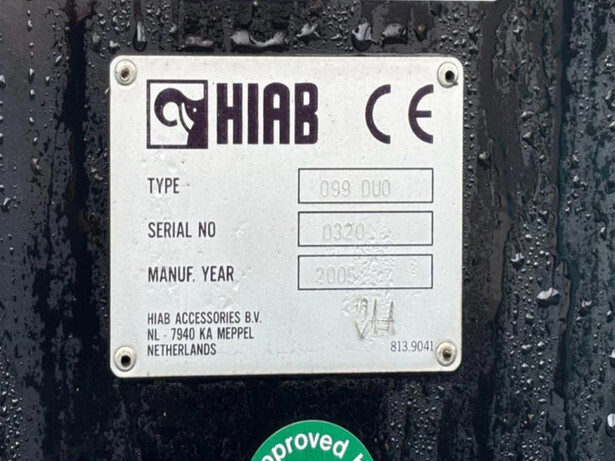 HIAB CE
TYPE 099 DUO
SERIAL NO 0320
MANUF. YEAR 2005
HIAB ACCESSORIES B.V.
NL - 7940 KA MEPPEL
NETHERLANDS
813.9041
pproved